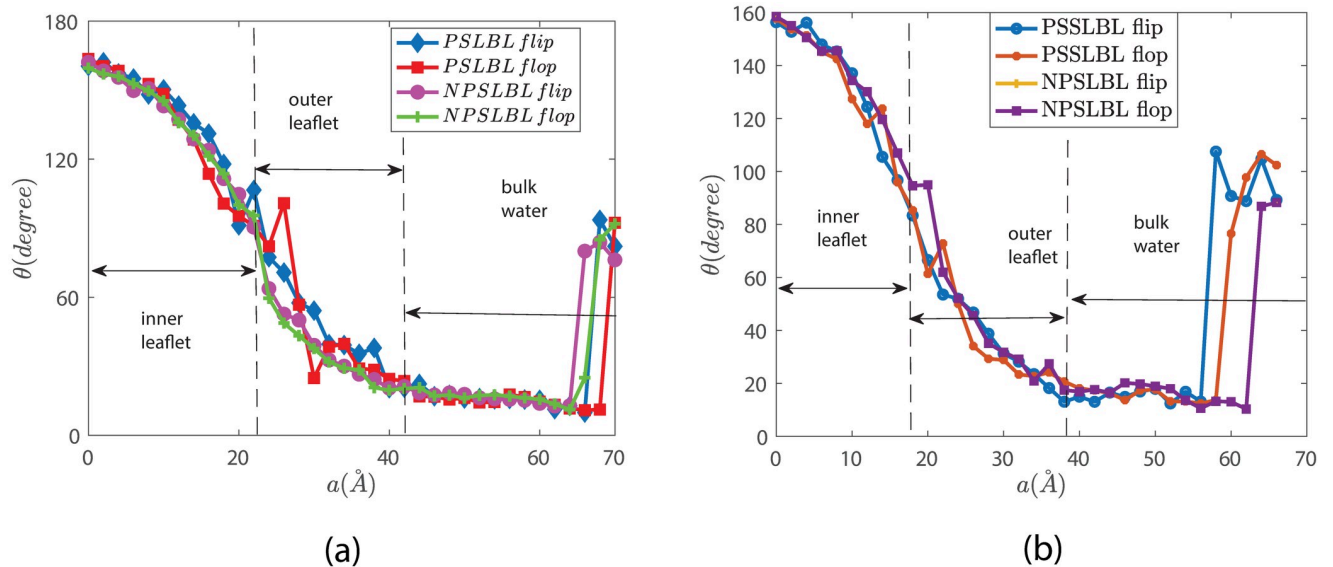 180
120
60
0
θ(degree)
PSLBL flip
PSLBL flop
NPSLBL flip
NPSLBL flop
outer
leaflet
bulk
water
inner
leaflet
0 20 40 60 70
a(Å)
(a)
160
140
120
100
80
60
40
20
0
θ(degree)
PSSLBL flip
PSSLBL flop
NPSLBL flip
NPSLBL flop
inner
leaflet
outer
leaflet
bulk
water
0 10 20 30 40 50 60 70
a(Å)
(b)